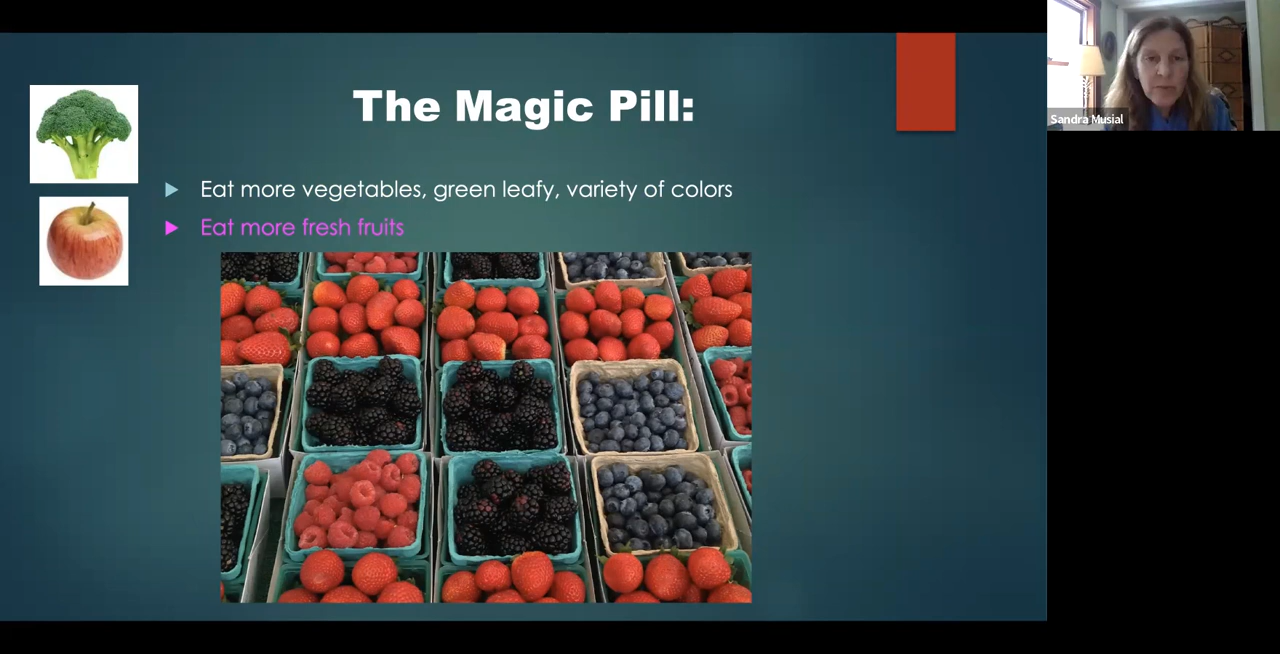 The Magic Pill:
Eat more vegetables, green leafy, variety of colors
Eat more fresh fruits
Sandra Musial